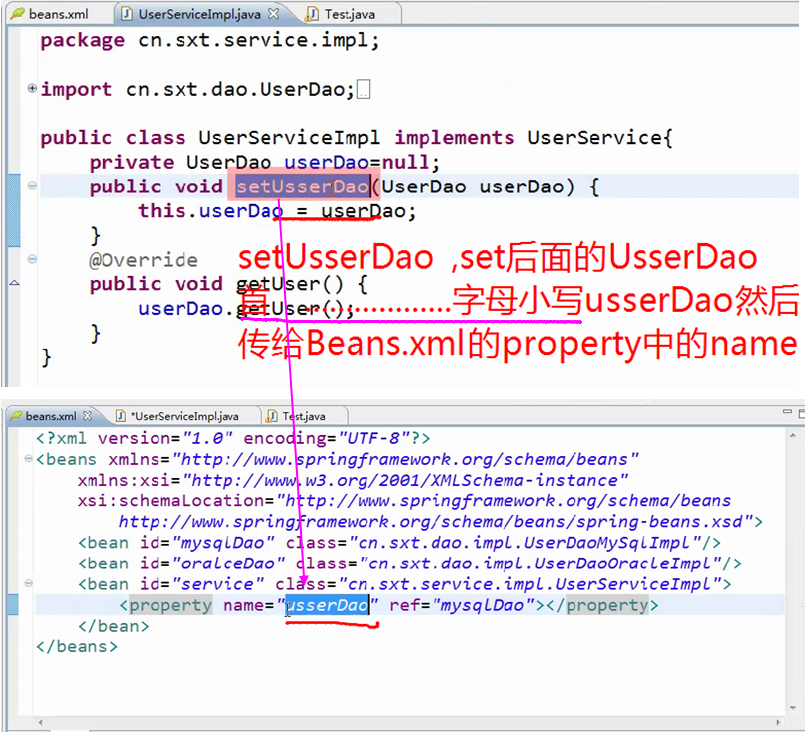 beans.xml UserServiceImpl.java Test.java
package cn.sxt.service.impl;
import cn.sxt.dao.UserDao;
public class UserServiceImpl implements UserService{
private UserDao userDao=null;
public void setUsserDao(UserDao userDao) {
this.userDao = userDao;
}
@Override
public void getUser() {
userDao.getUser();
}
}
setUsserDao ,set后面的UsserDao
首 ................字母小写usserDao然后
传给Beans.xml的property中的name
beans.xml *UserServiceImpl.java Test.java
<?xml version="1.0" encoding="UTF-8"?>
<beans xmlns="http://www.springframework.org/schema/beans"
xmlns:xsi="http://www.w3.org/2001/XMLSchema-instance"
xsi:schemaLocation="http://www.springframework.org/schema/beans
http://www.springframework.org/schema/beans/spring-beans.xsd">
<bean id="mysqlDao" class="cn.sxt.dao.impl.UserDaoMySqlImpl"/>
<bean id="oralceDao" class="cn.sxt.dao.impl.UserDaoOracleImpl"/>
<bean id="service" class="cn.sxt.service.impl.UserServiceImpl">
<property name="usserDao" ref="mysqlDao"></property>
</bean>
</beans>